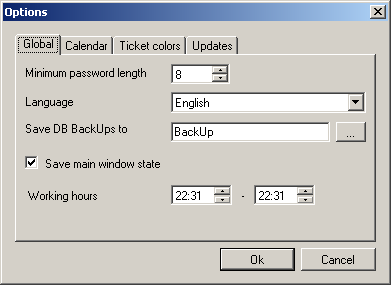 Options
Global Calendar Ticket colors Updates
Minimum password length 8
Language English
Save DB BackUps to BackUp ...
Save main window state
Working hours 22:31 - 22:31
Ok Cancel